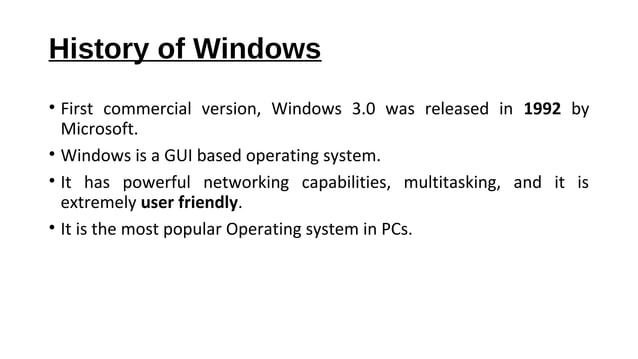 History of Windows
• First commercial version, Windows 3.0 was released in 1992 by
Microsoft.
• Windows is a GUI based operating system.
• It has powerful networking capabilities, multitasking, and it is
extremely user friendly.
• It is the most popular Operating system in PCs.